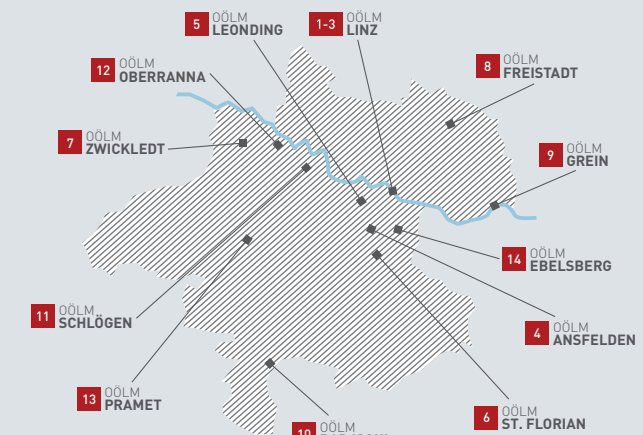 5 OÖLM
LEONDING
1-3 OÖLM
LINZ
12 OÖLM
OBERRANNA
8 OÖLM
FREISTADT
7 OÖLM
ZWICKLEDT
9 OÖLM
GREIN
14 OÖLM
EBELSBERG
11 OÖLM
SCHLÖGEN
4 OÖLM
ANSFELDEN
13 OÖLM
PRAMET
6 OÖLM
ST. FLORIAN
10 OÖLM